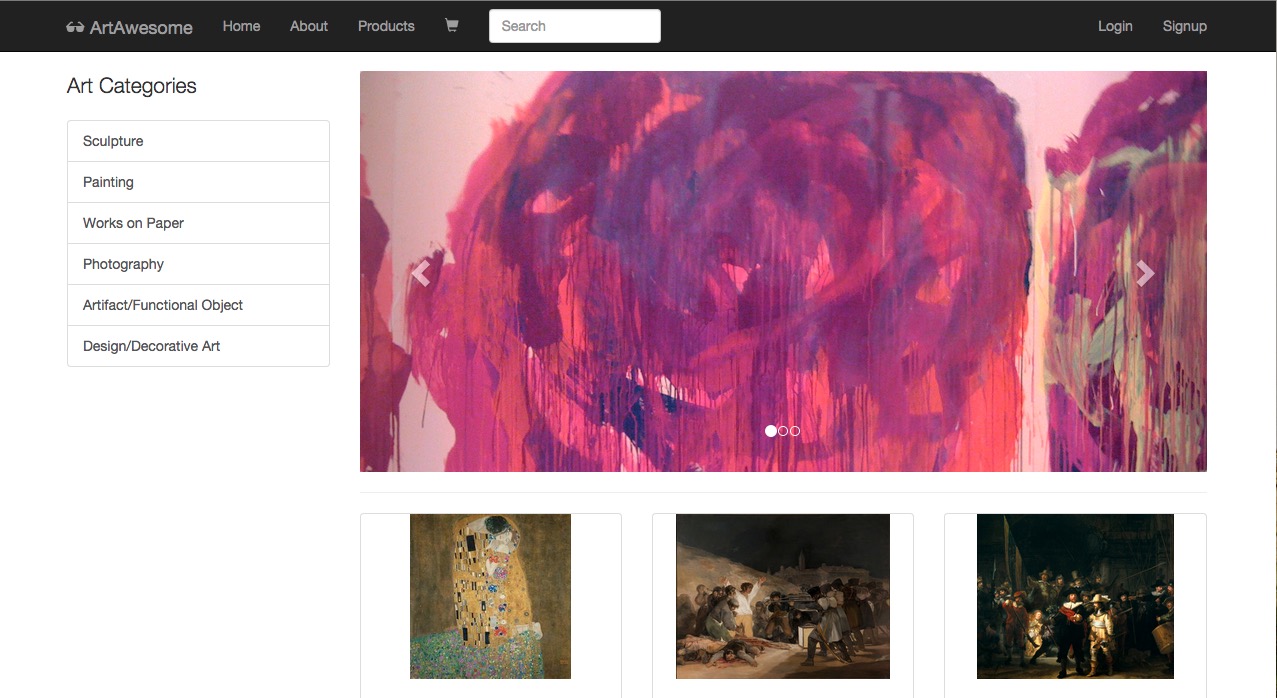 ArtAwesome Home About Products Search Login Signup
Art Categories
Sculpture
Painting
Works on Paper
Photography
Artifact/Functional Object
Design/Decorative Art